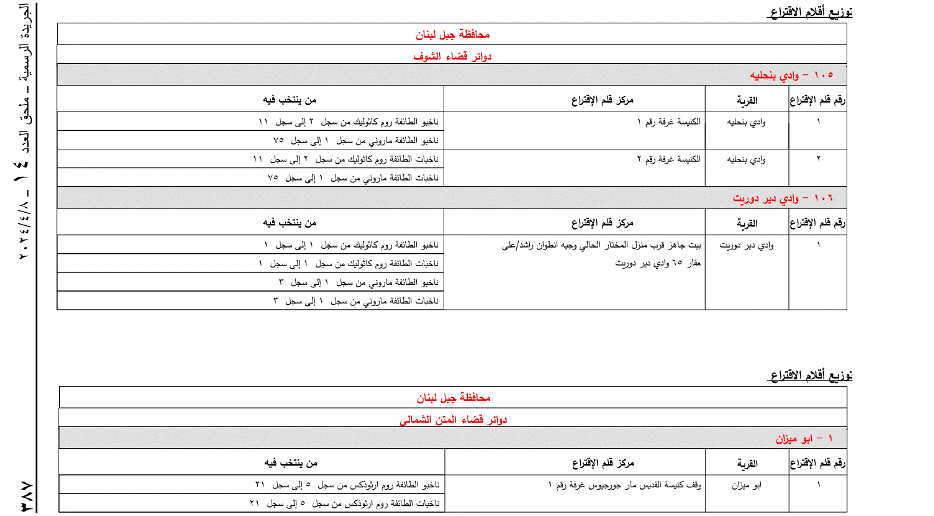 الجريدة الرسمية – ملحق العدد ١٤ – ٢٠٢٤/٤/٨
توزيع أقلام الاقتراع
محافظة جبل لبنان
دوائر قضاء الشوف
١٠٥ - وادي بنحليه
رقم قلم الإقتراع القرية مركز قلم الإقتراع من ينتخب فيه
١ وادي بنحليه الكنيسة غرفة رقم ١ ناخبو الطائفة روم كاثوليك من سجل ٢ إلى سجل ١١
ناخبو الطائفة ماروني من سجل ١ إلى سجل ٧٥
٢ وادي بنحليه الكنيسة غرفة رقم ٢ ناخبات الطائفة روم كاثوليك من سجل ٢ إلى سجل ١١
ناخبات الطائفة ماروني من سجل ١ إلى سجل ٧٥
١٠٦ - وادي دير دوريت
رقم قلم الإقتراع القرية مركز قلم الإقتراع من ينتخب فيه
١ وادي دير دوريت بيت جاهز قرب منزل المختار الحالي وجيه انطوان راشد/على ناخبو الطائفة روم كاثوليك من سجل ١ إلى سجل ١
عقار ٦٥ وادي دير دوريت ناخبات الطائفة روم كاثوليك من سجل ١ إلى سجل ١
ناخبو الطائفة ماروني من سجل ١ إلى سجل ٣
ناخبات الطائفة ماروني من سجل ١ إلى سجل ٣
توزيع أقلام الاقتراع
محافظة جبل لبنان
دوائر قضاء المتن الشمالى
١ - ابو ميزان
رقم قلم الإقتراع القرية مركز قلم الإقتراع من ينتخب فيه
١ ابو ميزان وقف كنيسة القديس مار جورجيوس غرفة رقم ١ ناخبو الطائفة روم ارثوذكس من سجل ٥ إلى سجل ٢١
ناخبات الطائفة روم ارثوذكس من سجل ٥ إلى سجل ٢١
٣٨٧